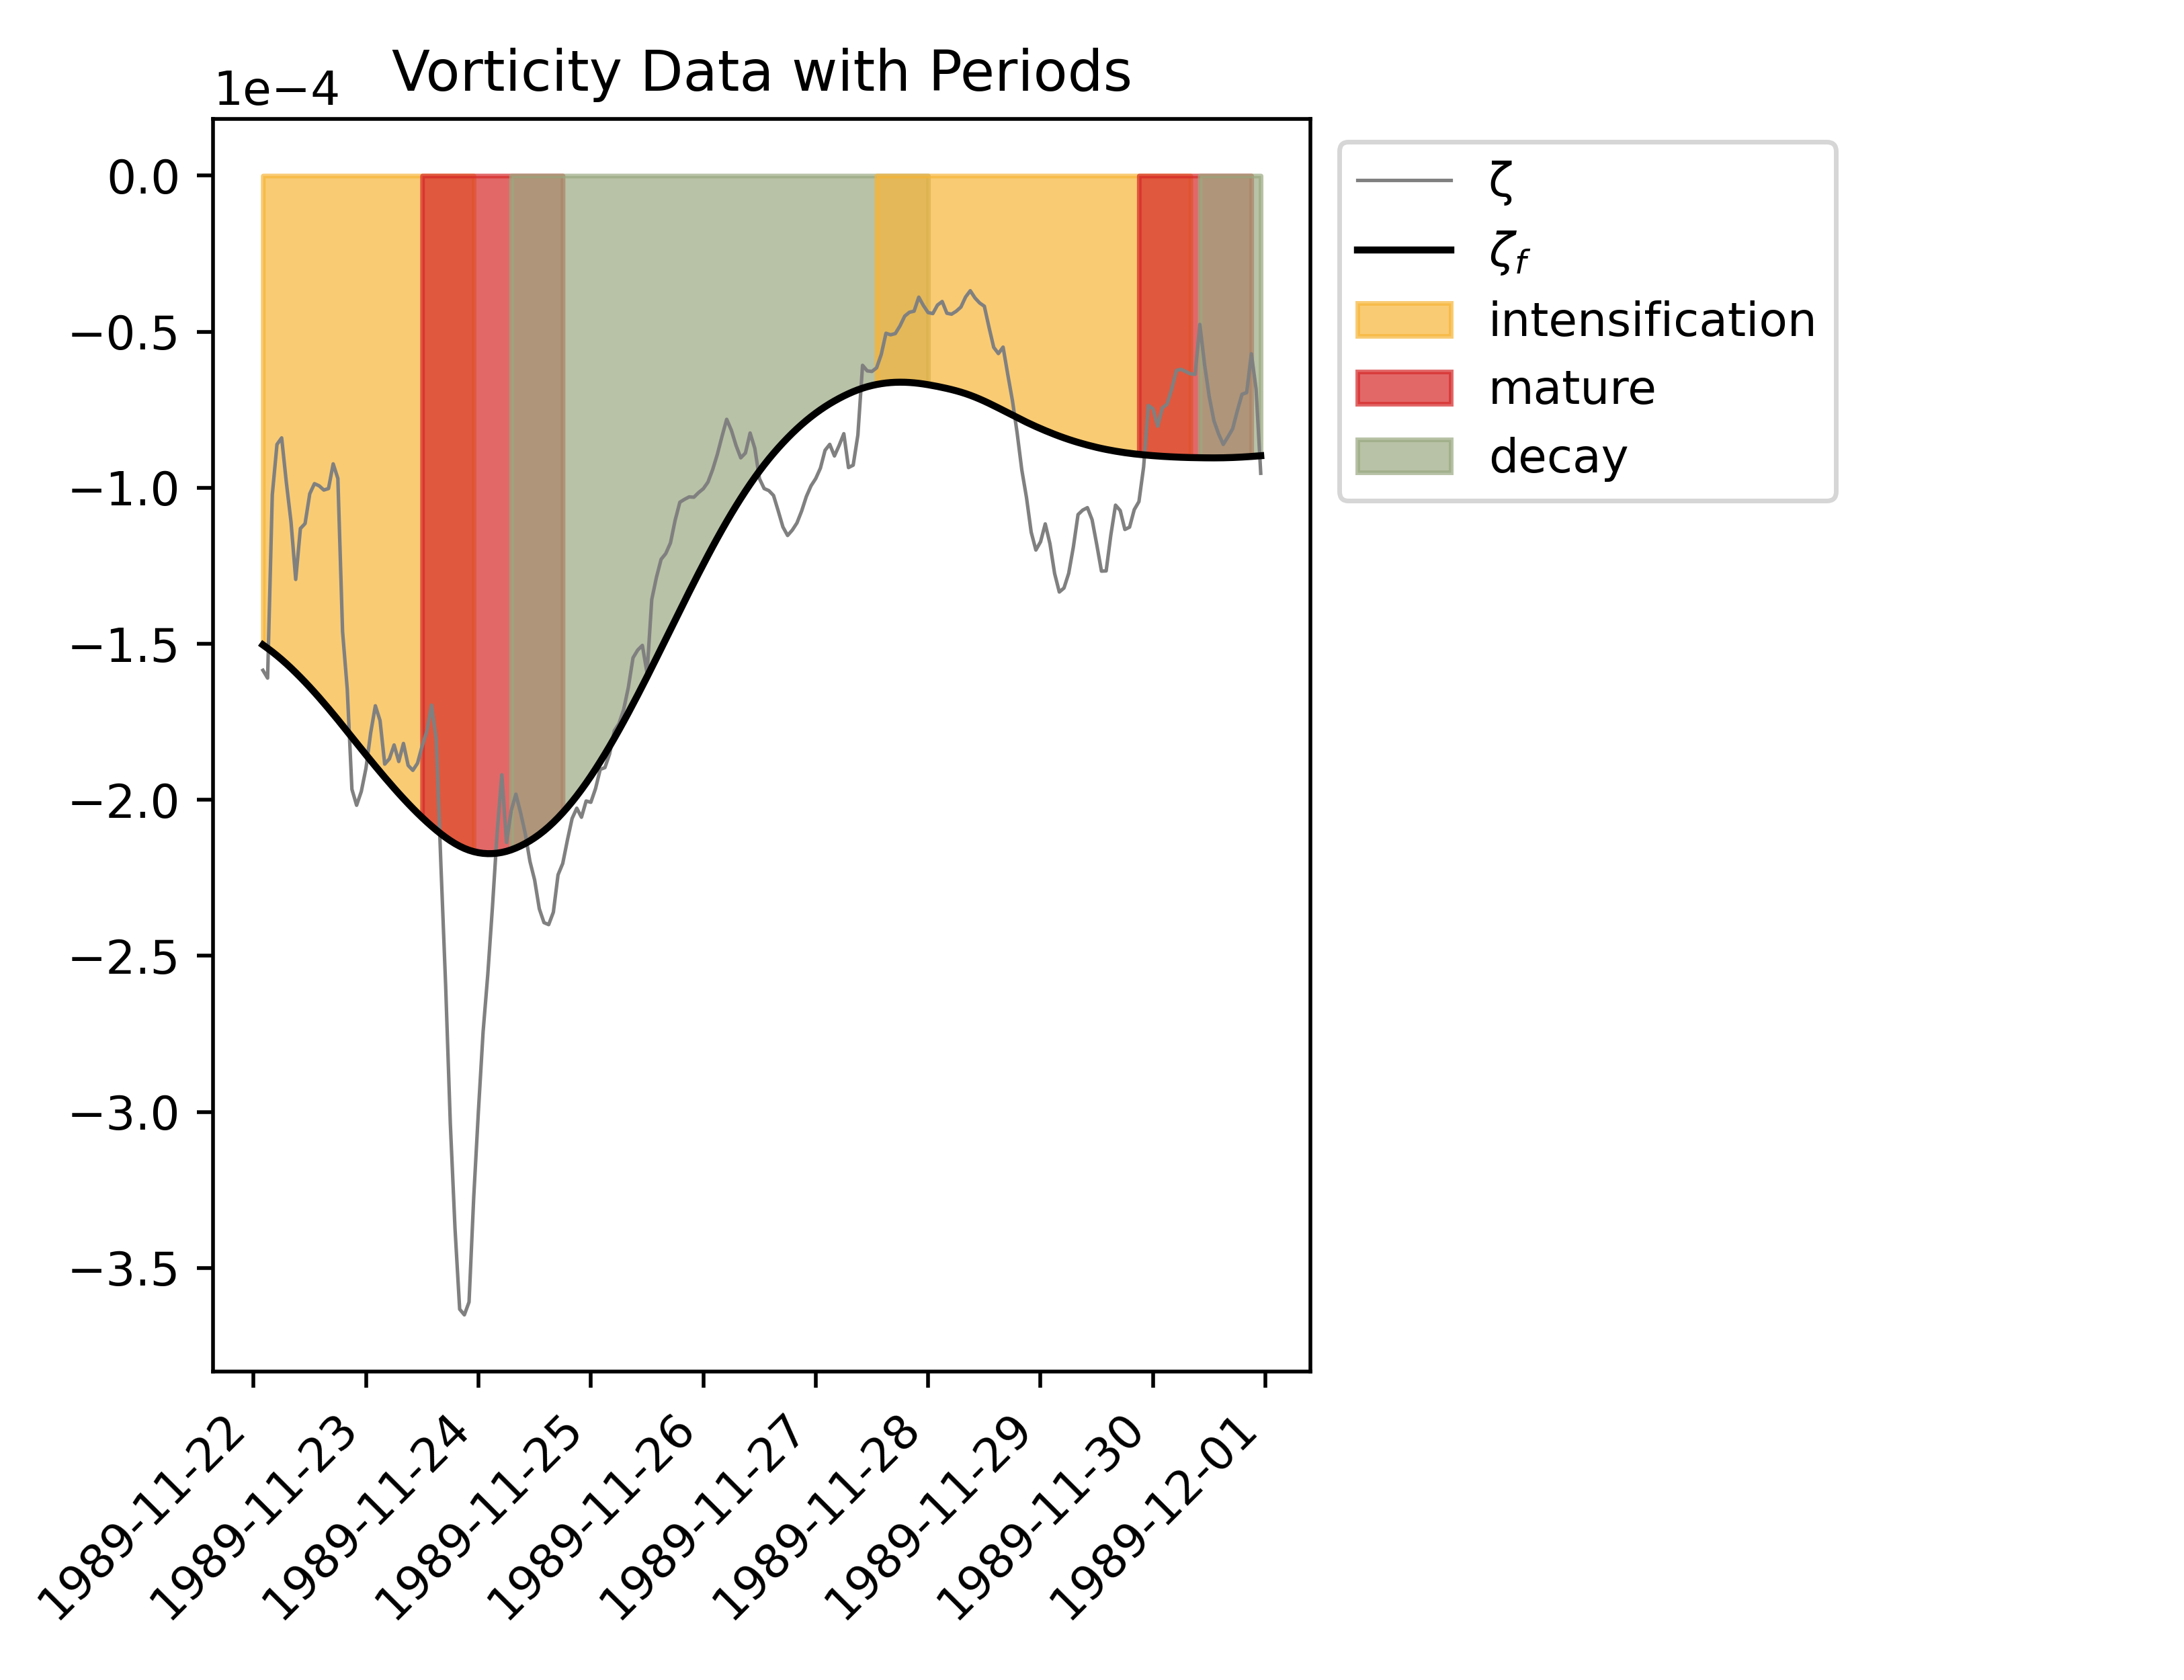 Vorticity Data with Periods
1e−4
0.0
−0.5
−1.0
−1.5
−2.0
−2.5
−3.0
−3.5
1989-11-22
1989-11-23
1989-11-24
1989-11-25
1989-11-26
1989-11-27
1989-11-28
1989-11-29
1989-11-30
1989-12-01
ζ
ζf
intensification
mature
decay